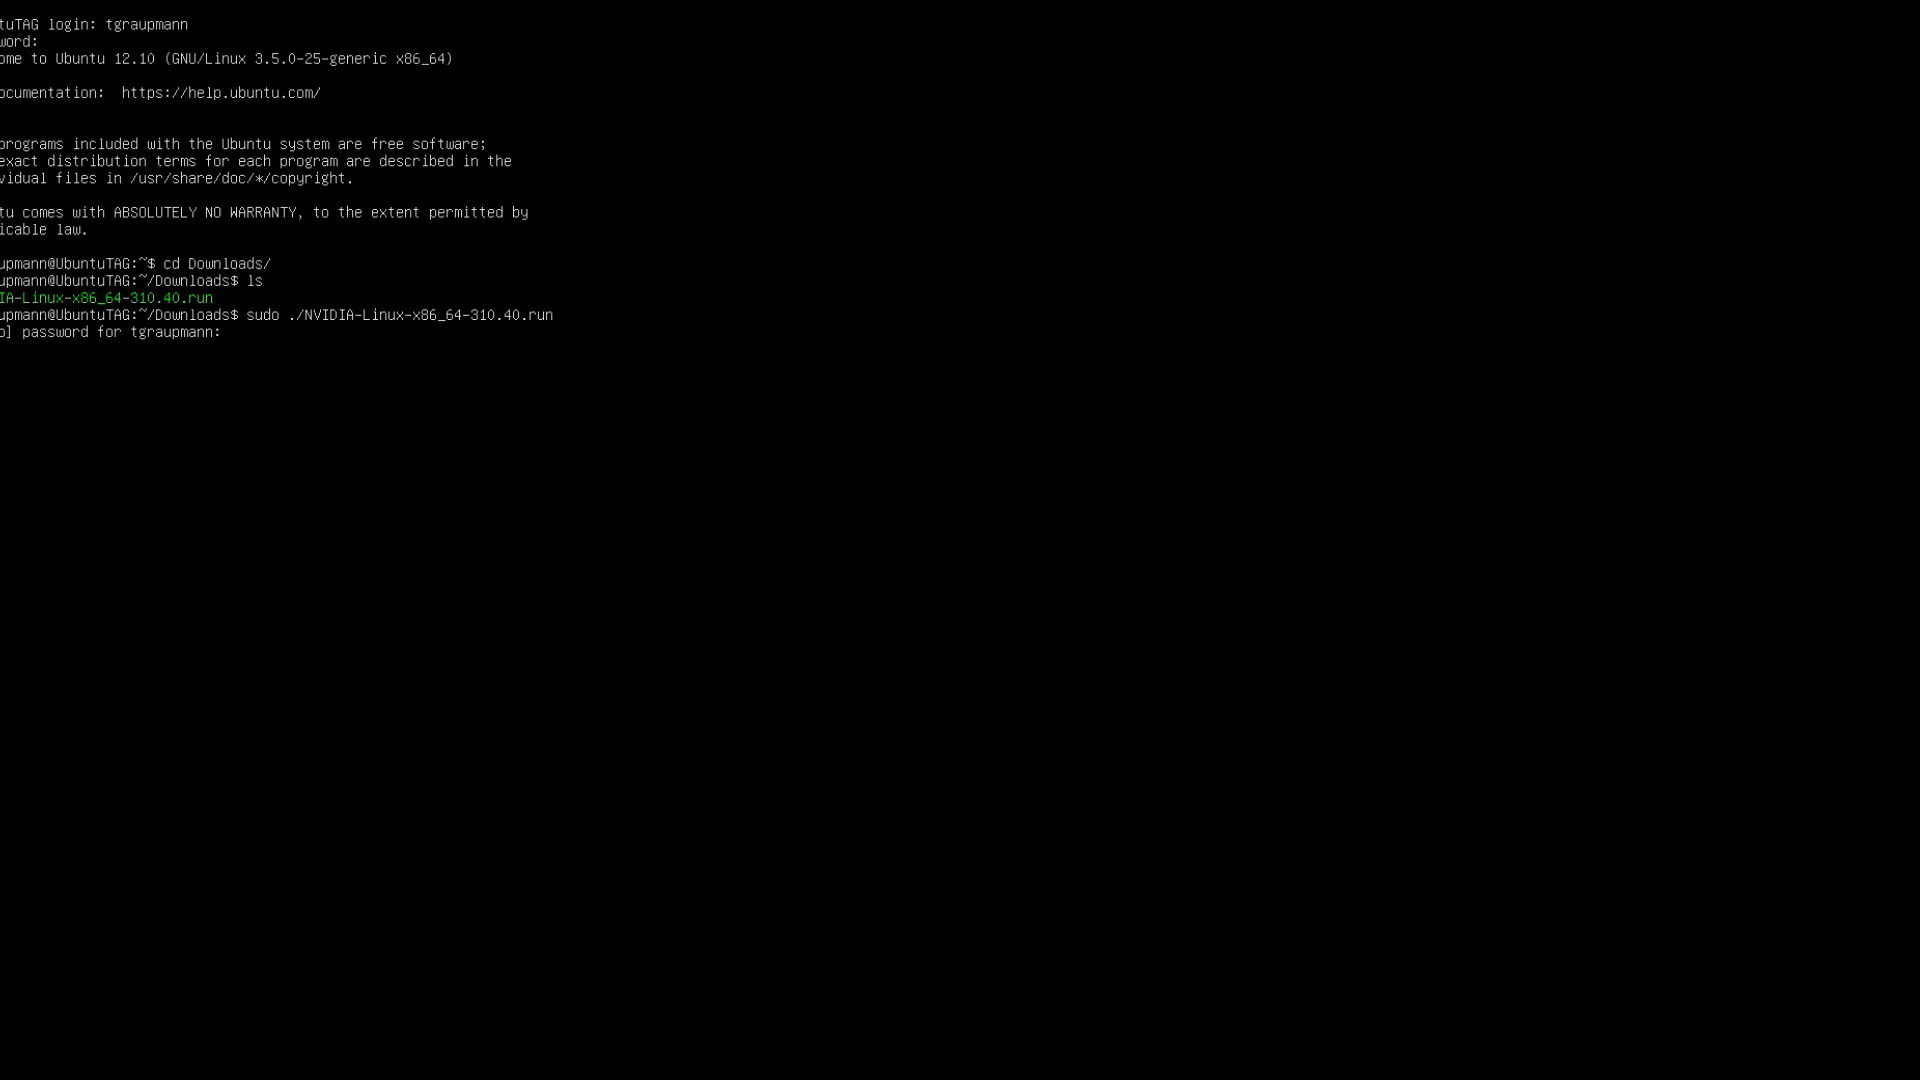 tuTAG login: tgraupmann
word:
ome to Ubuntu 12.10 (GNU/Linux 3.5.0-25-generic x86_64)
ocumentation:  https://help.ubuntu.com/
programs included with the Ubuntu system are free software;
exact distribution terms for each program are described in the
vidual files in /usr/share/doc/*/copyright.
tu comes with ABSOLUTELY NO WARRANTY, to the extent permitted by
icable law.
upmann@UbuntuTAG:~$ cd Downloads/
upmann@UbuntuTAG:~/Downloads$ ls
IA-Linux-x86_64-310.40.run
upmann@UbuntuTAG:~/Downloads$ sudo ./NVIDIA-Linux-x86_64-310.40.run
o] password for tgraupmann: